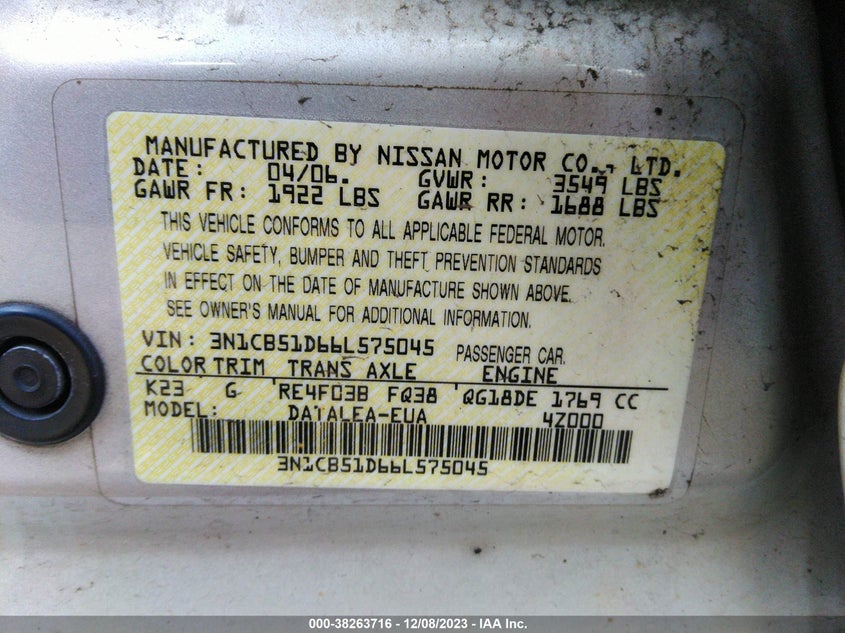 MANUFACTURED BY NISSAN MOTOR CO., LTD.
DATE: 04/06. GVWR: 3549 LBS
GAWR FR: 1922 LBS GAWR RR: 1688 LBS
THIS VEHICLE CONFORMS TO ALL APPLICABLE FEDERAL MOTOR.
VEHICLE SAFETY, BUMPER AND THEFT PREVENTION STANDARDS
IN EFFECT ON THE DATE OF MANUFACTURE SHOWN ABOVE.
SEE OWNER'S MANUAL FOR ADDITIONAL INFORMATION.
VIN: 3N1CB51D66L575045 PASSENGER CAR.
COLOR TRIM TRANS AXLE ENGINE
K23 G RE4F03B FQ38 QG18DE 1769 CC
MODEL: DATALEA-EUA 4Z000
3N1CB51D66L575045
000-38263716 - 12/08/2023 - IAA Inc.